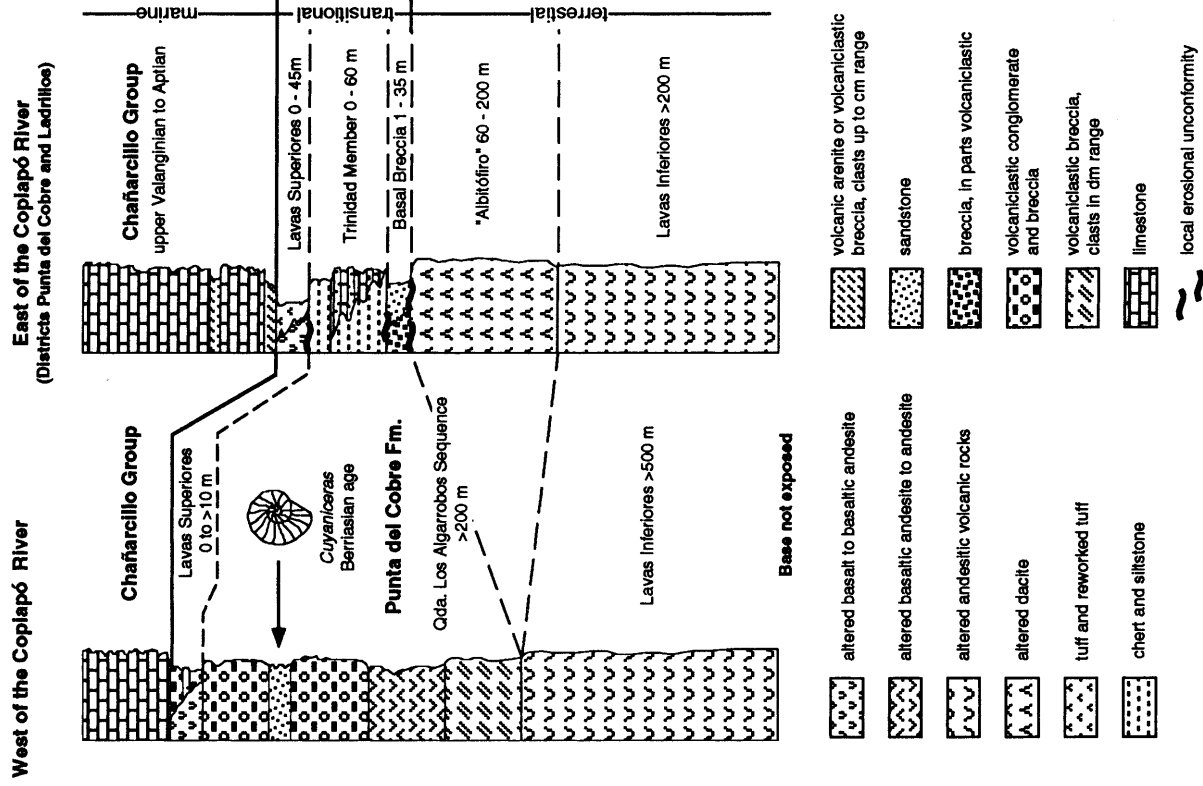 West of the Copiapó River
East of the Copiapó River
(Districts Punta del Cobre and Ladrillos)
Chañarcillo Group
Lavas Superiores
0 to >10 m
Cuyaniceras
Berriasian age
Punta del Cobre Fm.
Qda. Los Algarrobos Sequence
>200 m
Lavas Inferiores >500 m
Base not exposed
Chañarcillo Group
upper Valanginian to Aptian
Lavas Superiores 0 - 45m
Trinidad Member 0 - 60 m
Basal Breccia 1 - 35 m
"Albitófiro" 60 - 200 m
Lavas Inferiores >200 m
marine
transitional
terrestial
altered basalt to basaltic andesite
altered basaltic andesite to andesite
altered andesitic volcanic rocks
altered dacite
tuff and reworked tuff
chert and siltstone
volcanic arenite or volcaniclastic
breccia, clasts up to cm range
sandstone
breccia, in parts volcaniclastic
volcaniclastic conglomerate
and breccia
volcaniclastic breccia,
clasts in dm range
limestone
local erosional unconformity